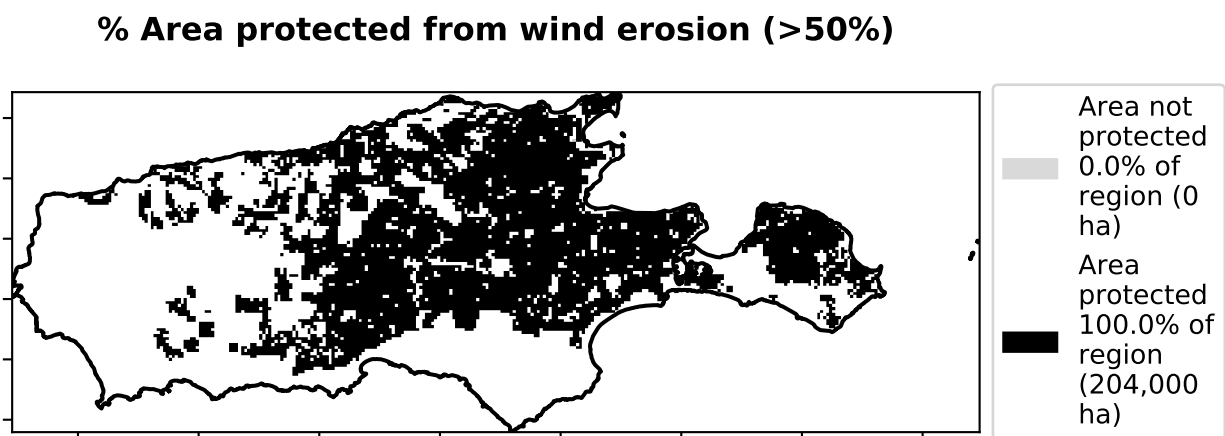 % Area protected from wind erosion (>50%)
Area not
protected
0.0% of
region (0
ha)
Area
protected
100.0% of
region
(204,000
ha)